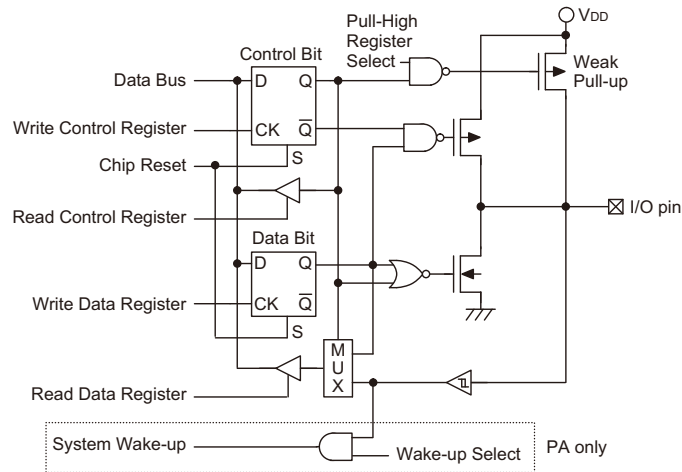 VDD
Pull-High
Register
Select
Control Bit
Weak
Pull-up
Data Bus
D
Q
Write Control Register
CK
Q
S
Chip Reset
I/O pin
Read Control Register
Data Bit
D
Q
Write Data Register
CK
Q
S
M
U
X
Read Data Register
System Wake-up
Wake-up Select
PA only